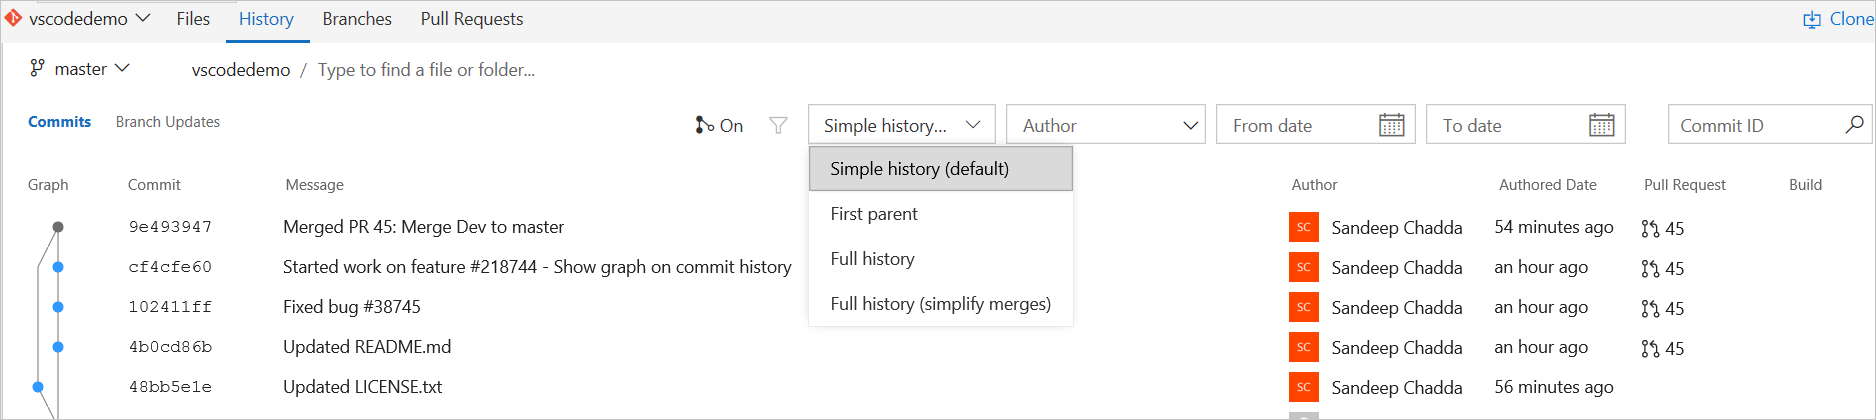 vscodedemo Files History Branches Pull Requests Clone
master vscodedemo / Type to find a file or folder...
Commits Branch Updates On Simple history... Author From date To date Commit ID
Simple history (default)
First parent
Full history
Full history (simplify merges)
Graph Commit Message Author Authored Date Pull Request Build
9e493947 Merged PR 45: Merge Dev to master SC Sandeep Chadda 54 minutes ago 45
cf4cfe60 Started work on feature #218744 - Show graph on commit history SC Sandeep Chadda an hour ago 45
102411ff Fixed bug #38745 SC Sandeep Chadda an hour ago 45
4b0cd86b Updated README.md SC Sandeep Chadda an hour ago 45
48bb5e1e Updated LICENSE.txt SC Sandeep Chadda 56 minutes ago